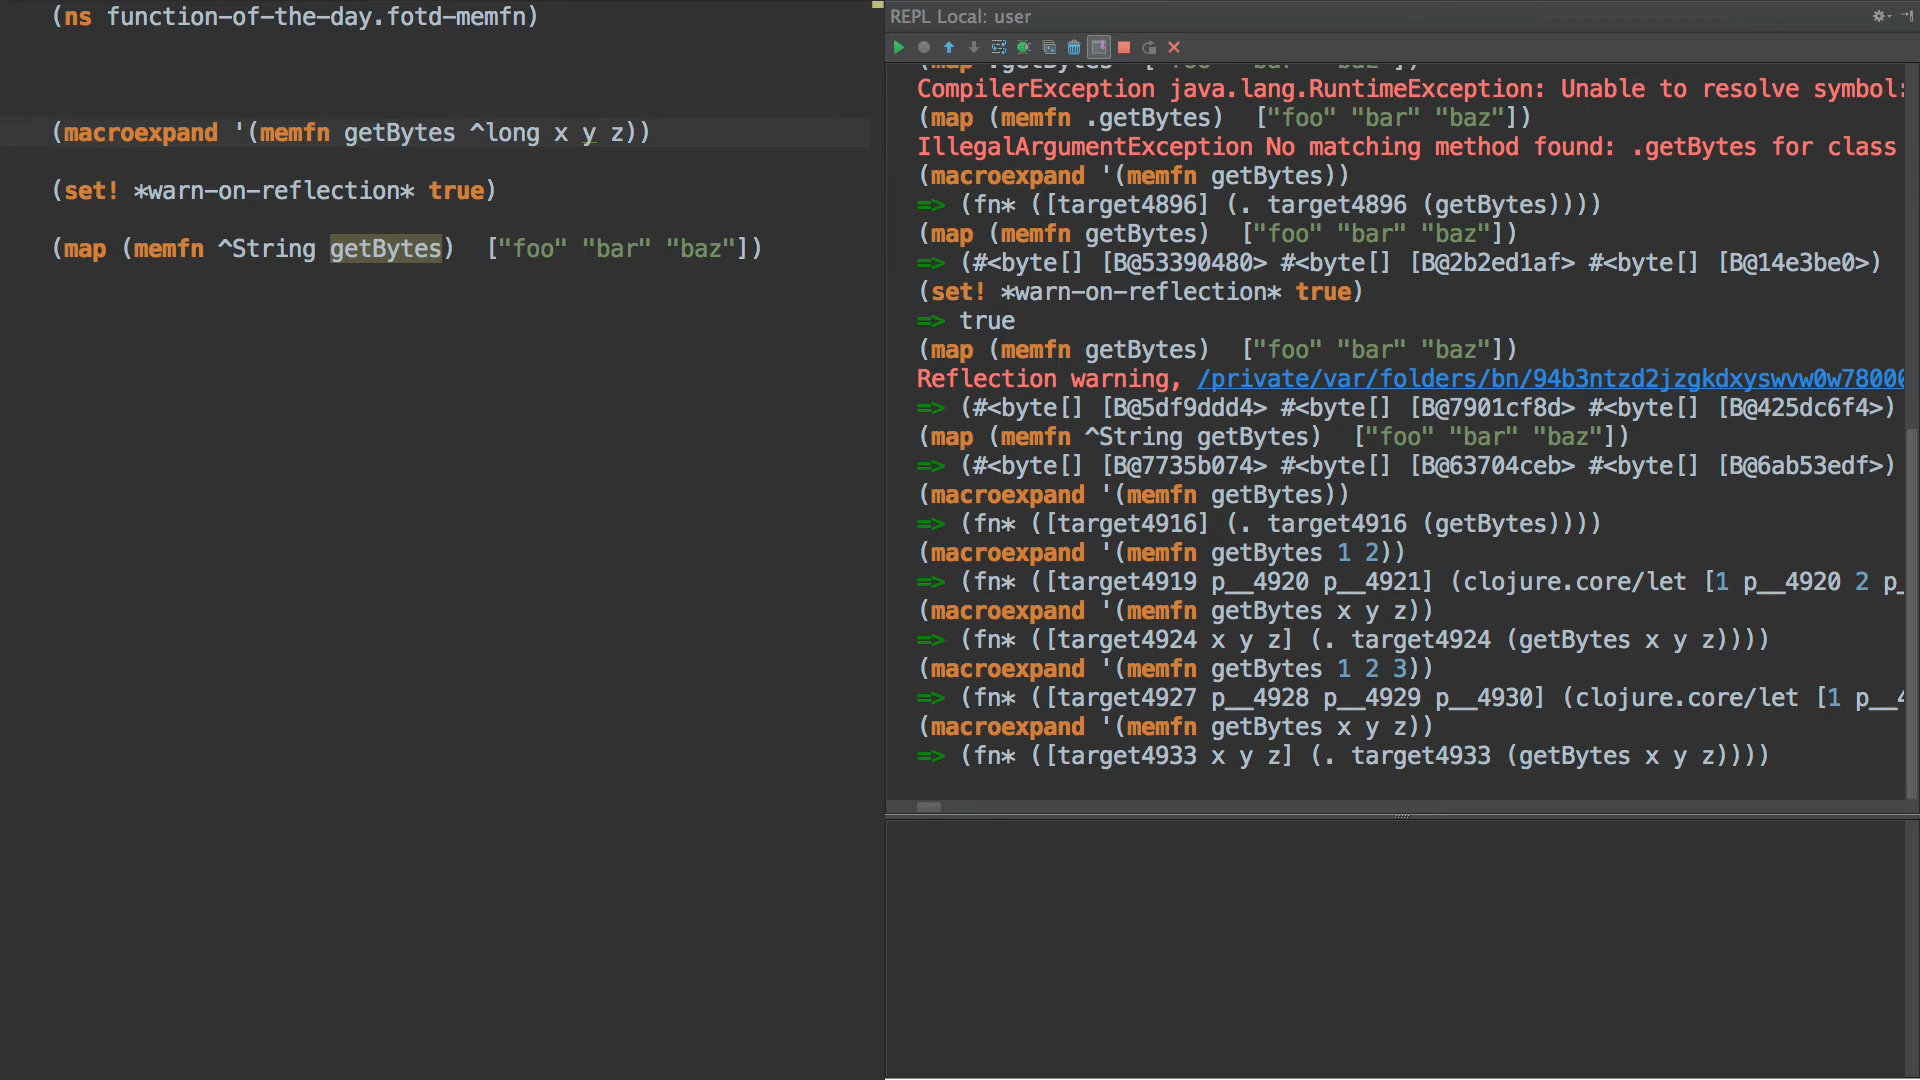 (ns function-of-the-day.fotd-memfn)
(macroexpand '(memfn getBytes ^long x y z))
(set! *warn-on-reflection* true)
(map (memfn ^String getBytes) ["foo" "bar" "baz"])
REPL Local: user
(map .getBytes ["foo" "bar" "baz"])
CompilerException java.lang.RuntimeException: Unable to resolve symbol:
(map (memfn .getBytes) ["foo" "bar" "baz"])
IllegalArgumentException No matching method found: .getBytes for class
(macroexpand '(memfn getBytes))
=> (fn* ([target4896] (. target4896 (getBytes))))
(map (memfn getBytes) ["foo" "bar" "baz"])
=> (#<byte[] [B@53390480> #<byte[] [B@2b2ed1af> #<byte[] [B@14e3be0>)
(set! *warn-on-reflection* true)
=> true
(map (memfn getBytes) ["foo" "bar" "baz"])
Reflection warning, /private/var/folders/bn/94b3ntzd2jzgkdxyswvw0w78000
=> (#<byte[] [B@5df9ddd4> #<byte[] [B@7901cf8d> #<byte[] [B@425dc6f4>)
(map (memfn ^String getBytes) ["foo" "bar" "baz"])
=> (#<byte[] [B@7735b074> #<byte[] [B@63704ceb> #<byte[] [B@6ab53edf>)
(macroexpand '(memfn getBytes))
=> (fn* ([target4916] (. target4916 (getBytes))))
(macroexpand '(memfn getBytes 1 2))
=> (fn* ([target4919 p__4920 p__4921] (clojure.core/let [1 p__4920 2 p_
(macroexpand '(memfn getBytes x y z))
=> (fn* ([target4924 x y z] (. target4924 (getBytes x y z))))
(macroexpand '(memfn getBytes 1 2 3))
=> (fn* ([target4927 p__4928 p__4929 p__4930] (clojure.core/let [1 p__4
(macroexpand '(memfn getBytes x y z))
=> (fn* ([target4933 x y z] (. target4933 (getBytes x y z))))